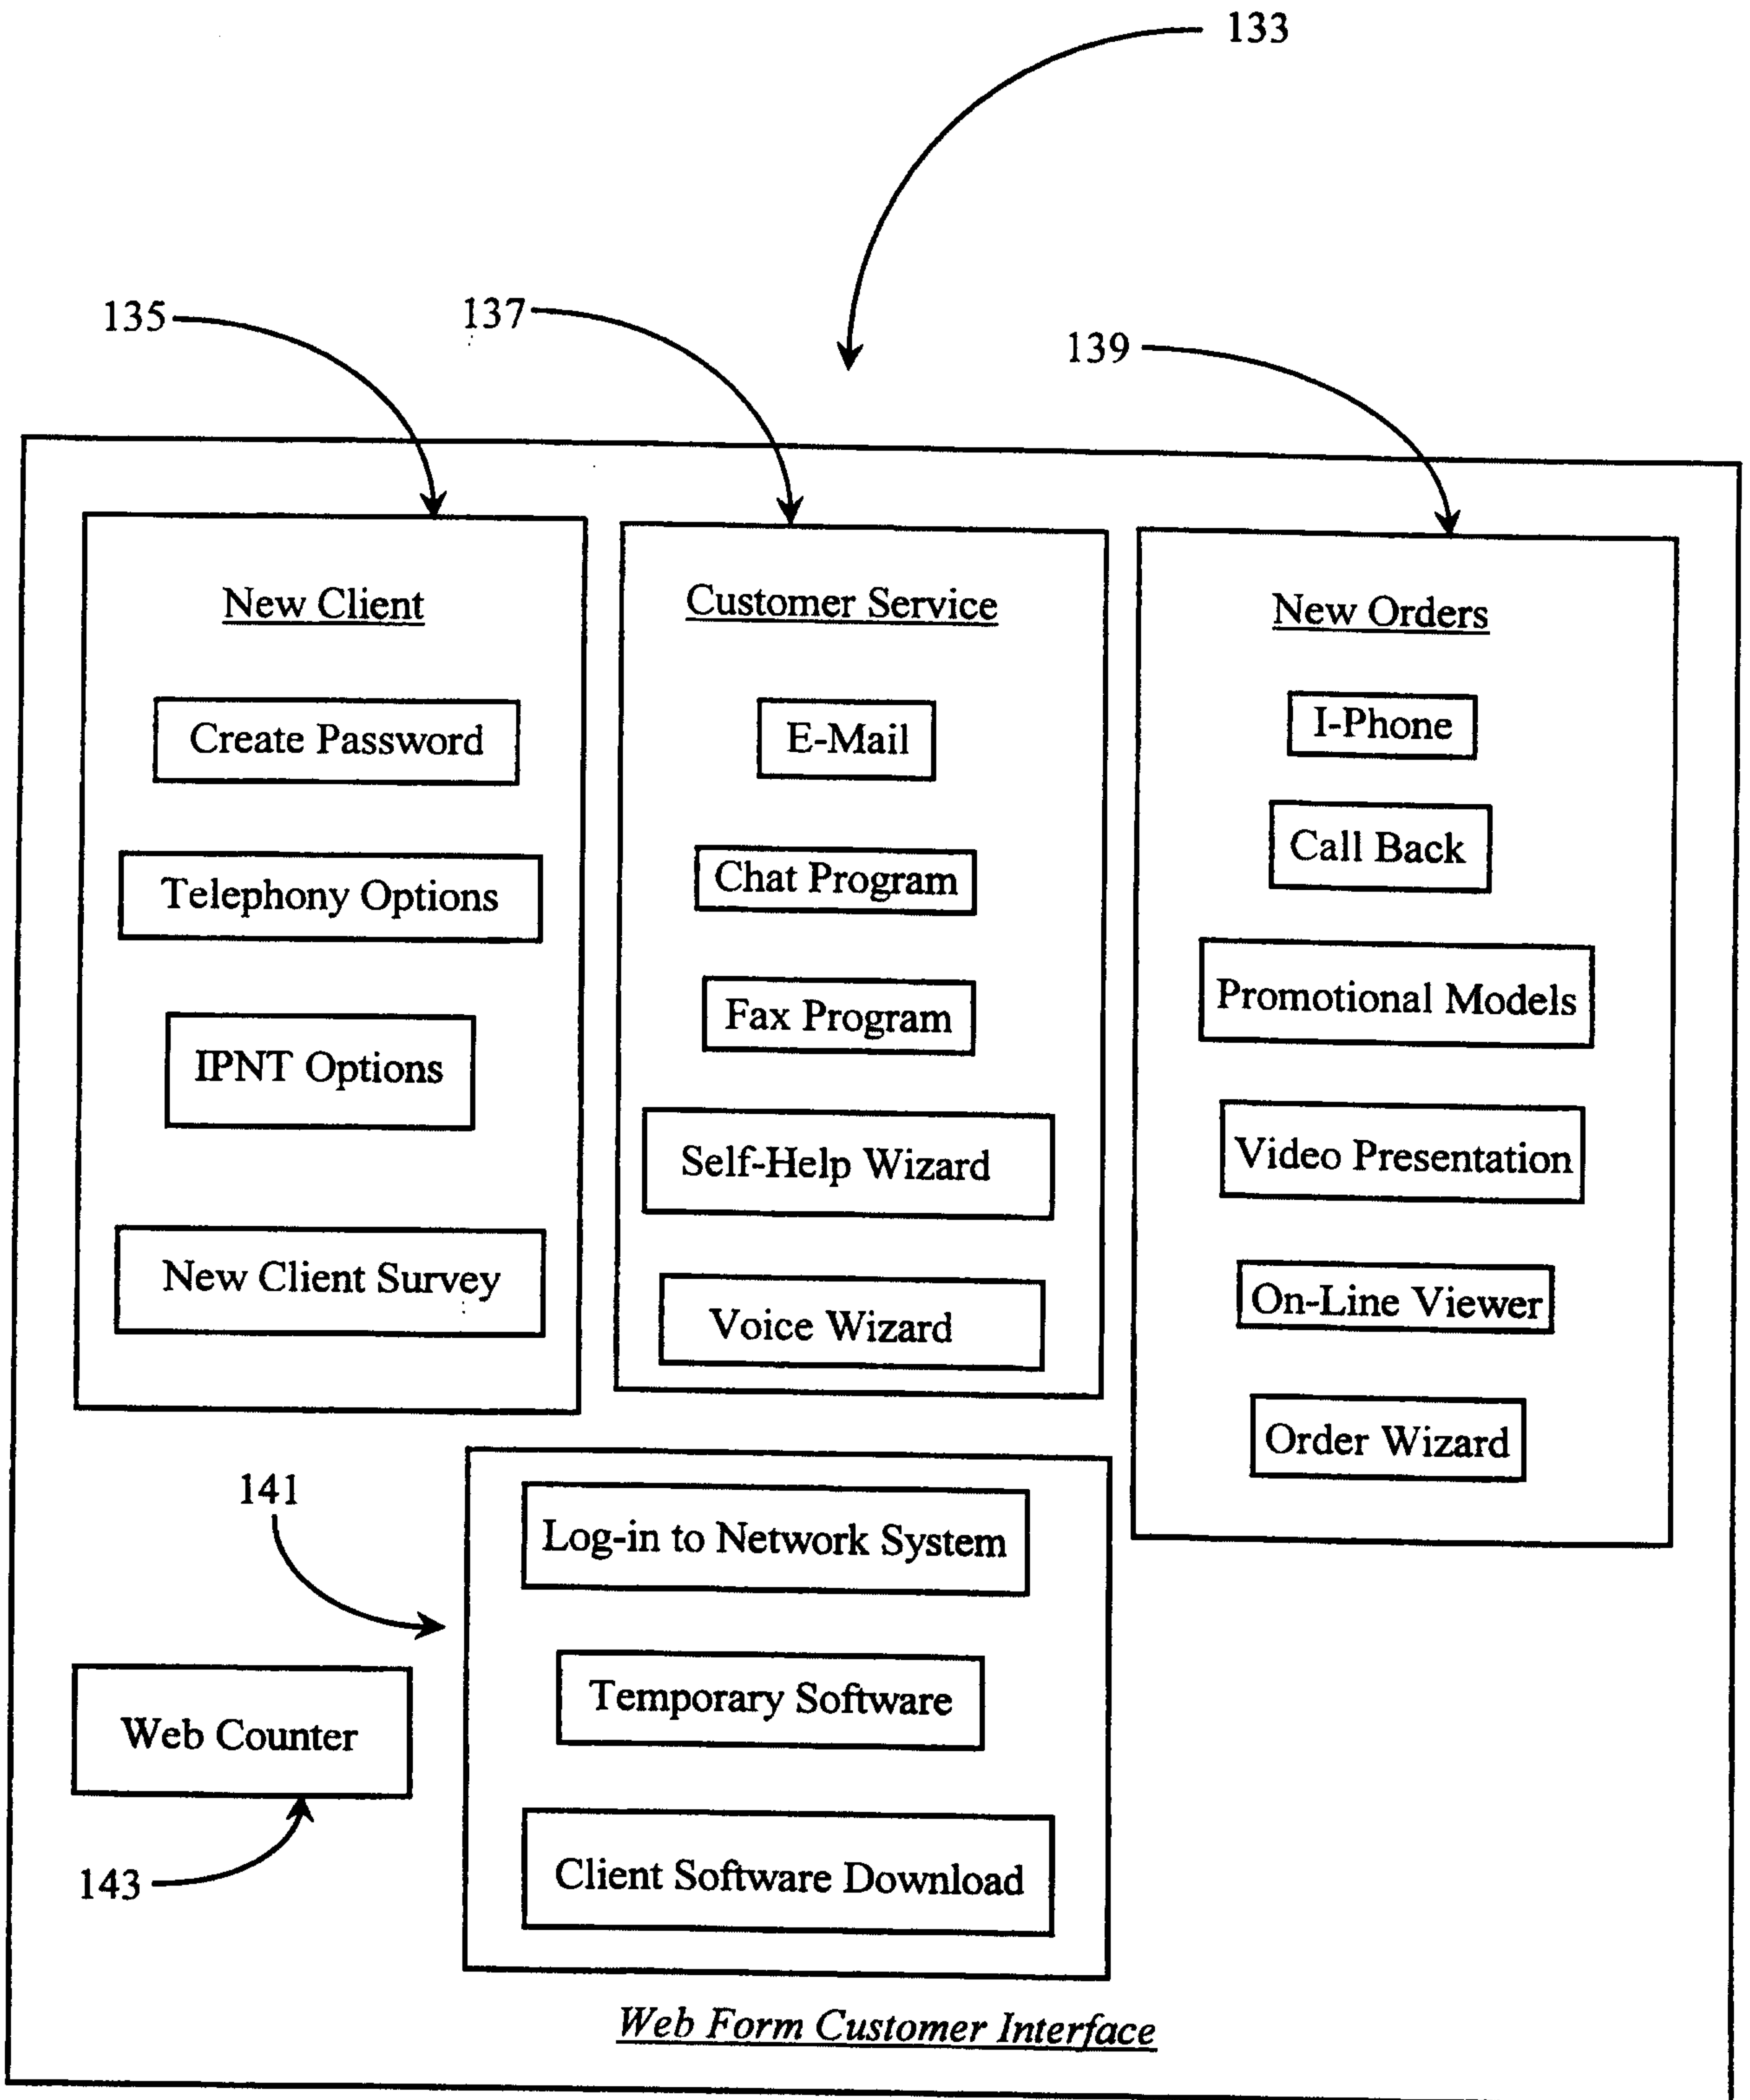 133
135
137
139
New Client
Create Password
Telephony Options
IPNT Options
New Client Survey
Customer Service
E-Mail
Chat Program
Fax Program
Self-Help Wizard
Voice Wizard
New Orders
I-Phone
Call Back
Promotional Models
Video Presentation
On-Line Viewer
Order Wizard
141
Log-in to Network System
Temporary Software
Client Software Download
Web Counter
143
Web Form Customer Interface